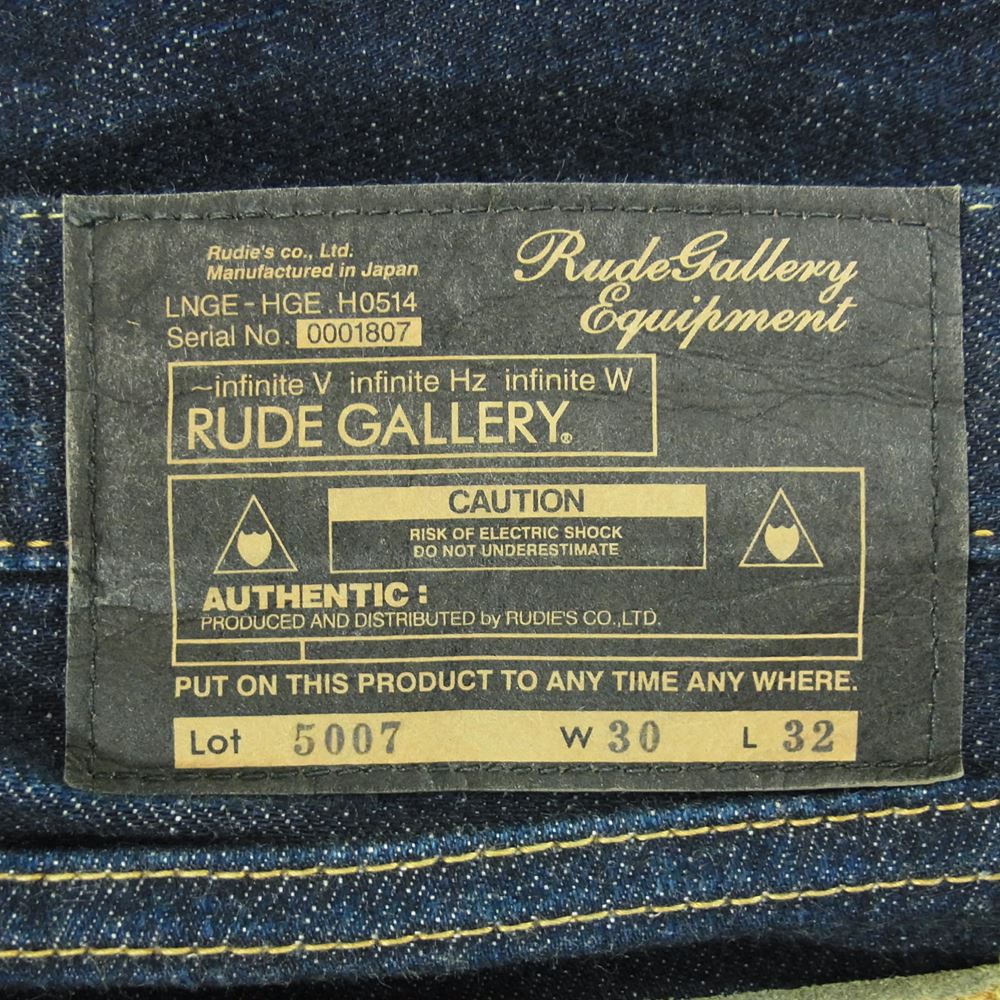 Rudie's co., Ltd.
Manufactured in Japan
LNGE-HGE.H0514
Serial No. 0001807
RudeGallery
Equipment
~infinite V infinite Hz infinite W
RUDE GALLERY®
CAUTION
RISK OF ELECTRIC SHOCK
DO NOT UNDERESTIMATE
AUTHENTIC :
PRODUCED AND DISTRIBUTED by RUDIE'S CO.,LTD.
PUT ON THIS PRODUCT TO ANY TIME ANY WHERE.
Lot 5007 W 30 L 32